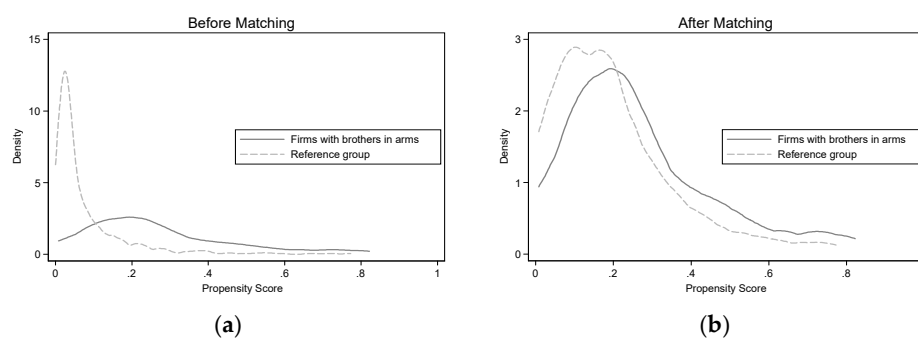 Before Matching
15
10
5
0
Density
Firms with brothers in arms
Reference group
0 .2 .4 .6 .8 1
Propensity Score
(a)
After Matching
3
2
1
0
Density
Firms with brothers in arms
Reference group
0 .2 .4 .6 .8
Propensity Score
(b)